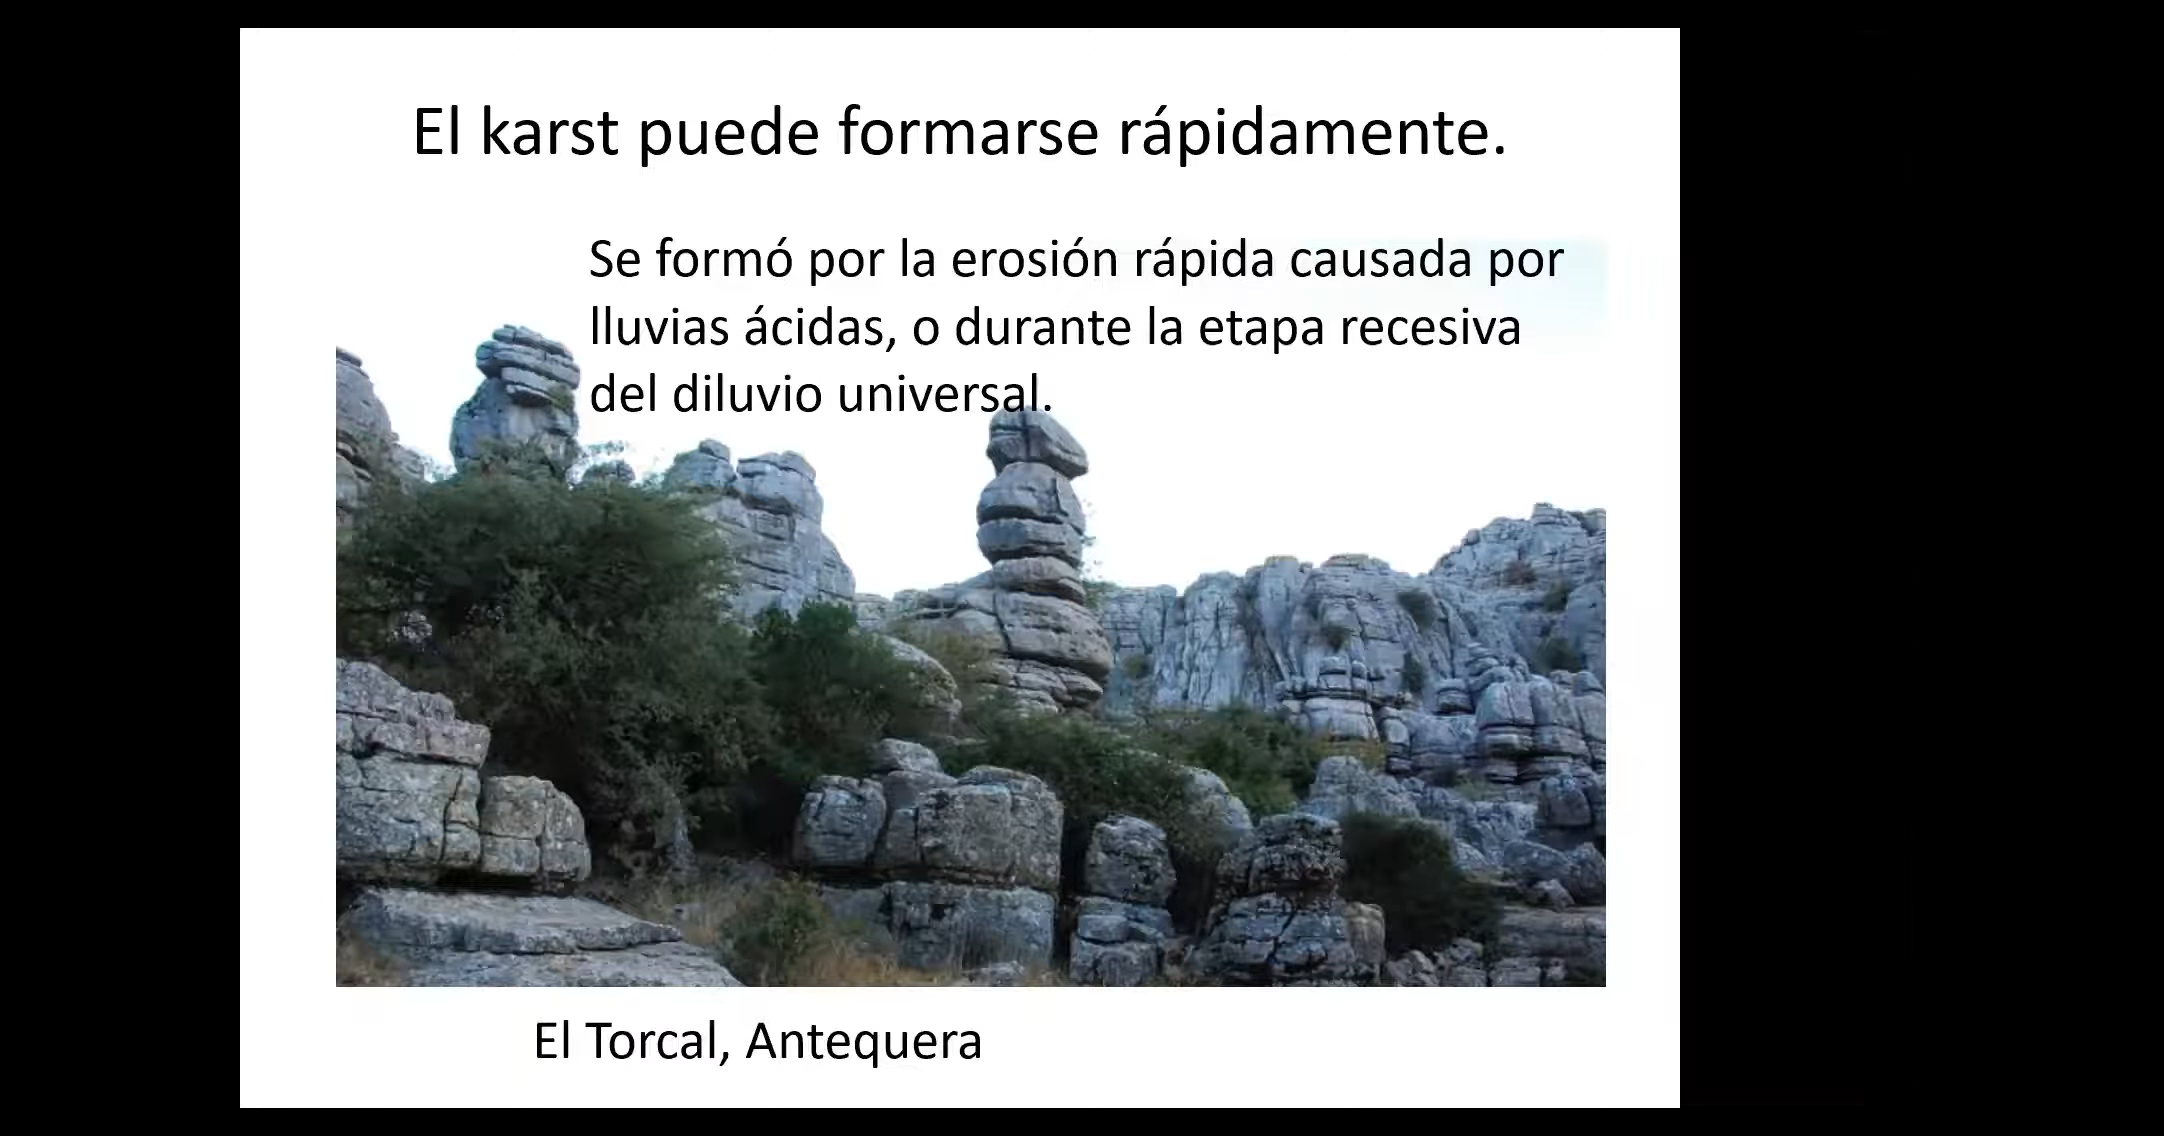 El karst puede formarse rápidamente.
Se formó por la erosión rápida causada por
lluvias ácidas, o durante la etapa recesiva
del diluvio universal.
El Torcal, Antequera